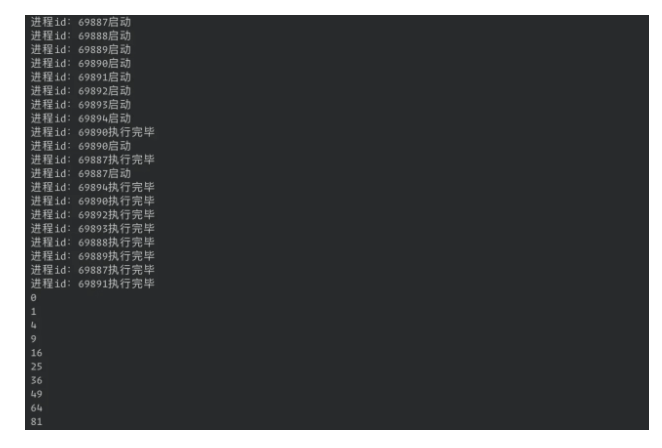 进程id: 69887启动
进程id: 69888启动
进程id: 69889启动
进程id: 69890启动
进程id: 69891启动
进程id: 69892启动
进程id: 69893启动
进程id: 69894启动
进程id: 69890执行完毕
进程id: 69890启动
进程id: 69887执行完毕
进程id: 69887启动
进程id: 69894执行完毕
进程id: 69890执行完毕
进程id: 69892执行完毕
进程id: 69893执行完毕
进程id: 69888执行完毕
进程id: 69889执行完毕
进程id: 69887执行完毕
进程id: 69891执行完毕
0
1
4
9
16
25
36
49
64
81